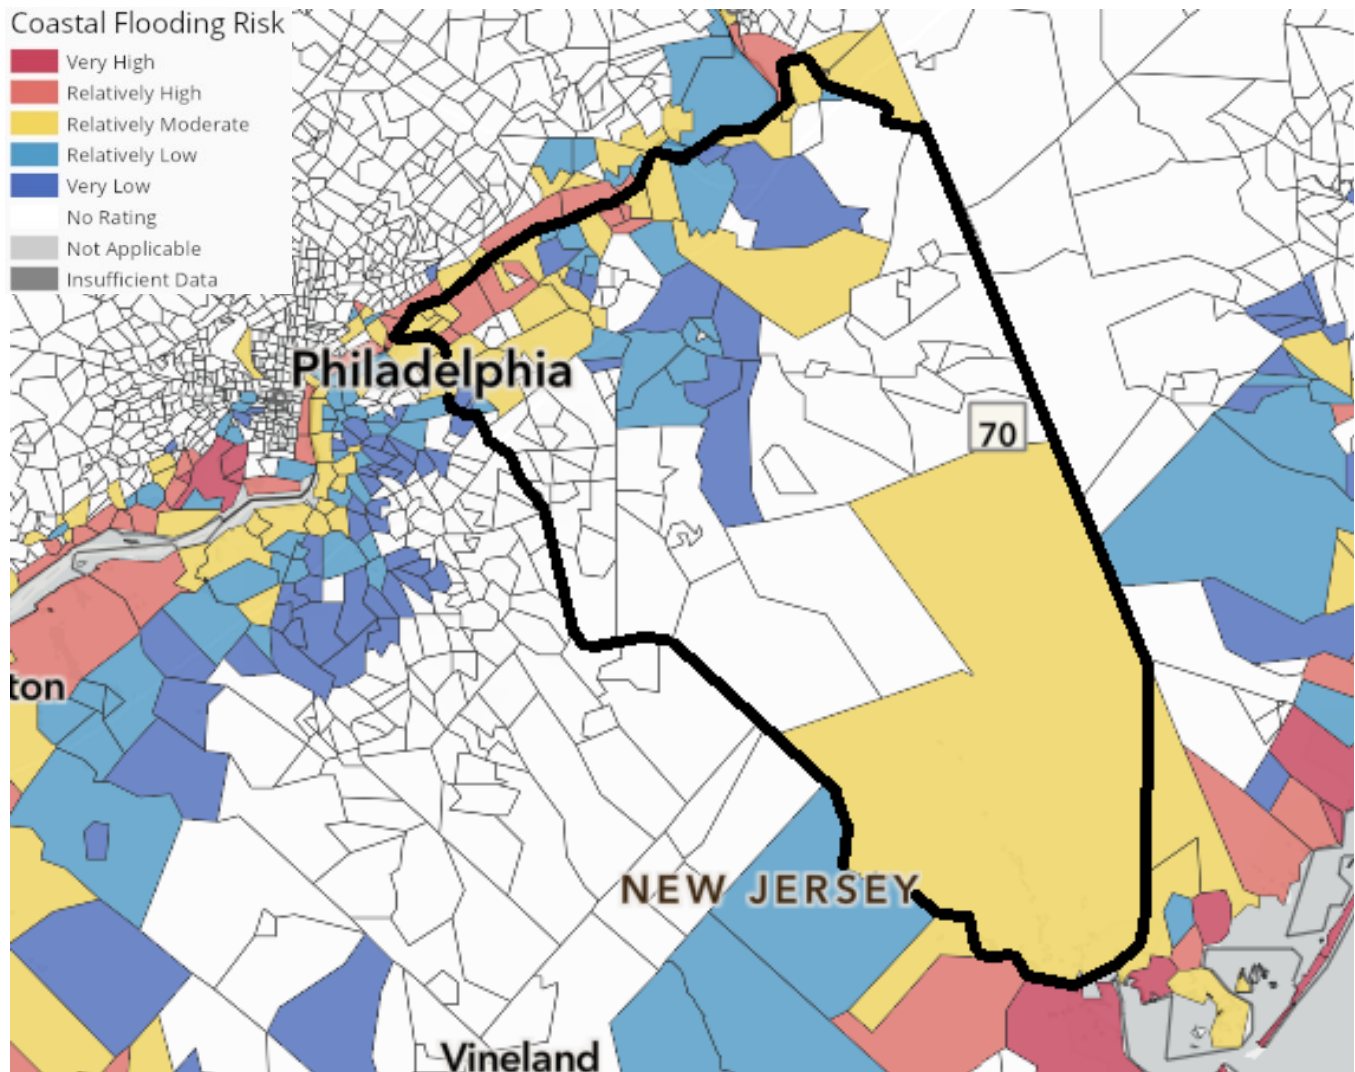 Coastal Flooding Risk
Very High
Relatively High
Relatively Moderate
Relatively Low
Very Low
No Rating
Not Applicable
Insufficient Data
Philadelphia
70
ton
NEW JERSEY
Vineland